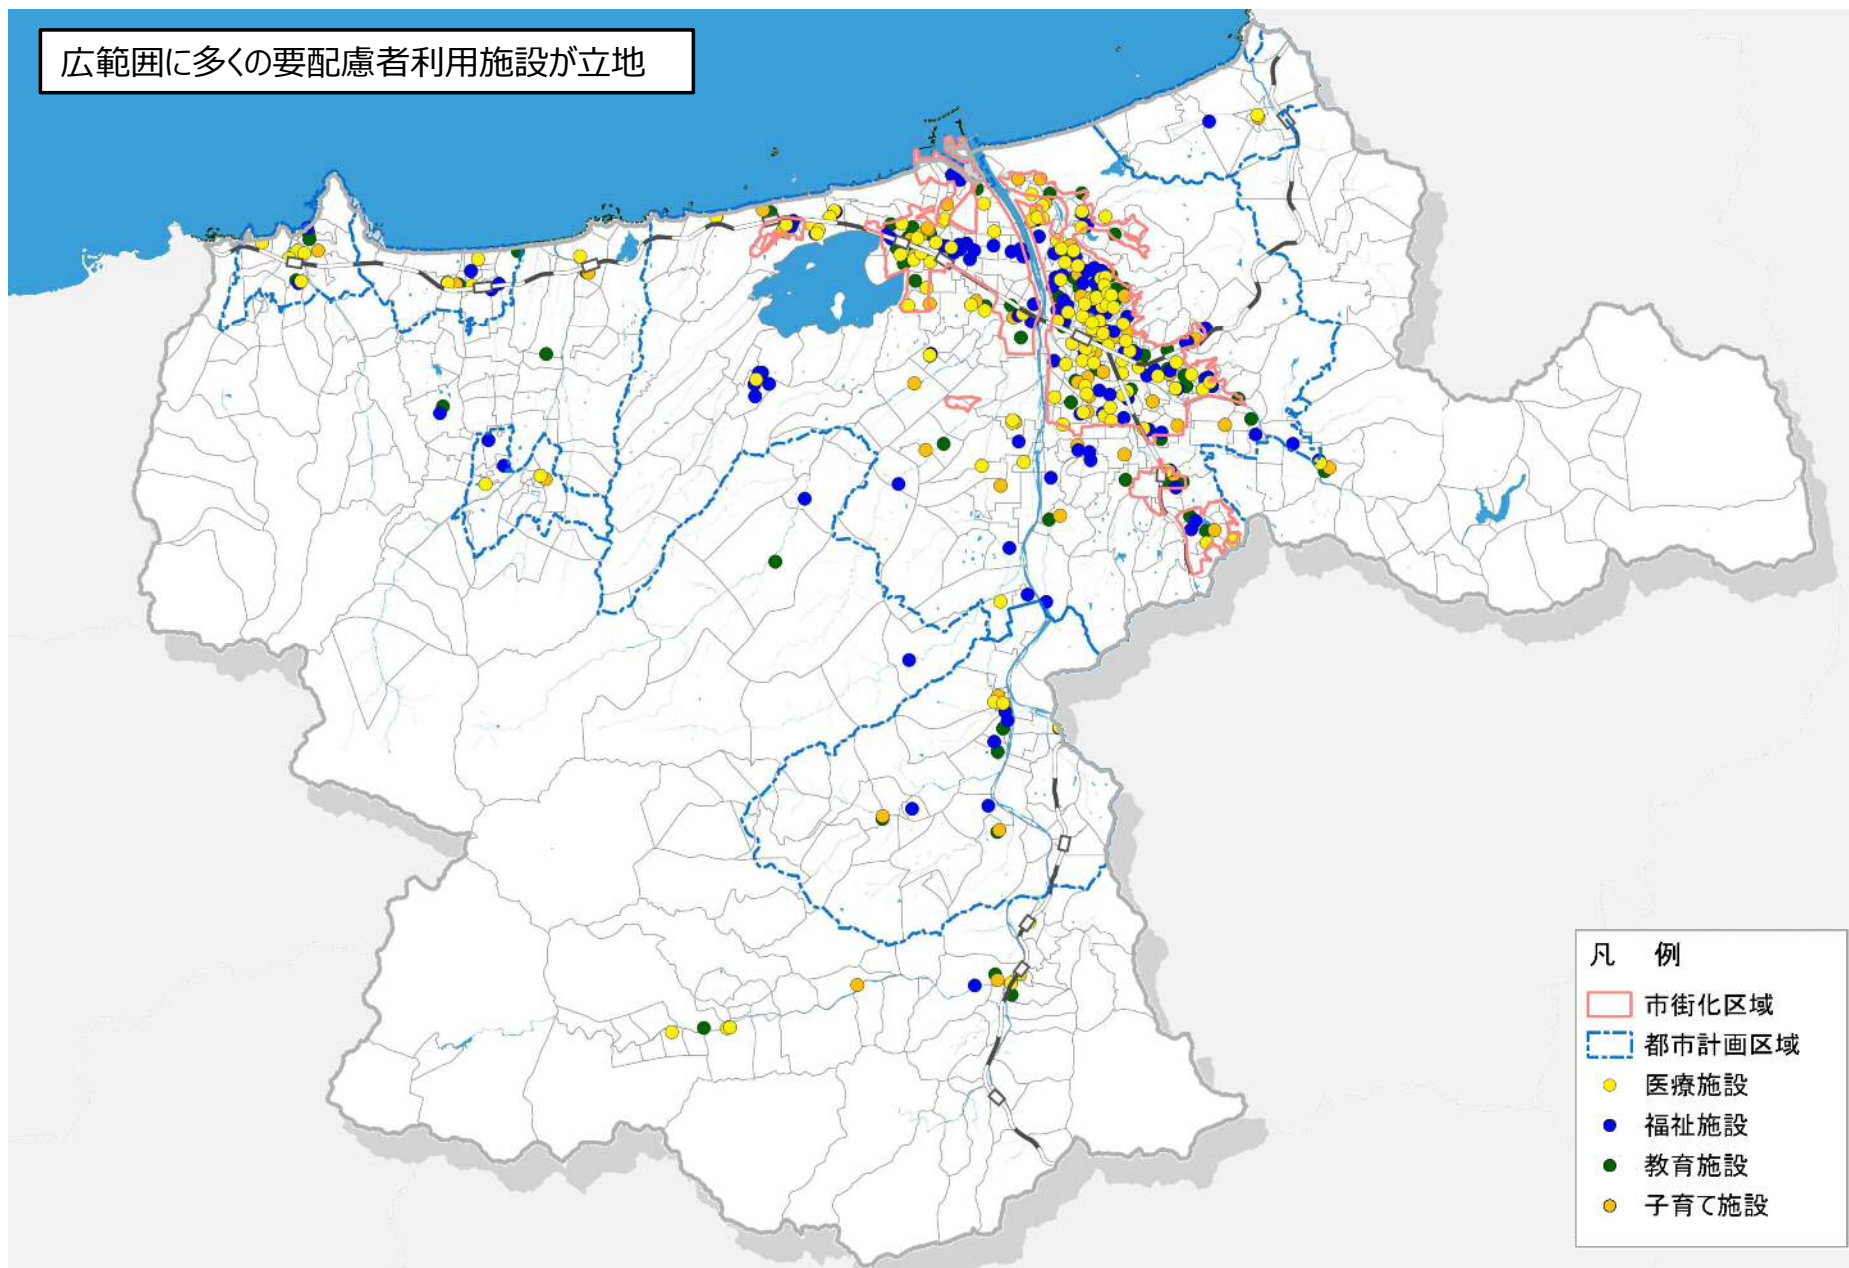 広範囲に多くの要配慮者利用施設が立地
凡 例
市街化区域
都市計画区域
医療施設
福祉施設
教育施設
子育て施設